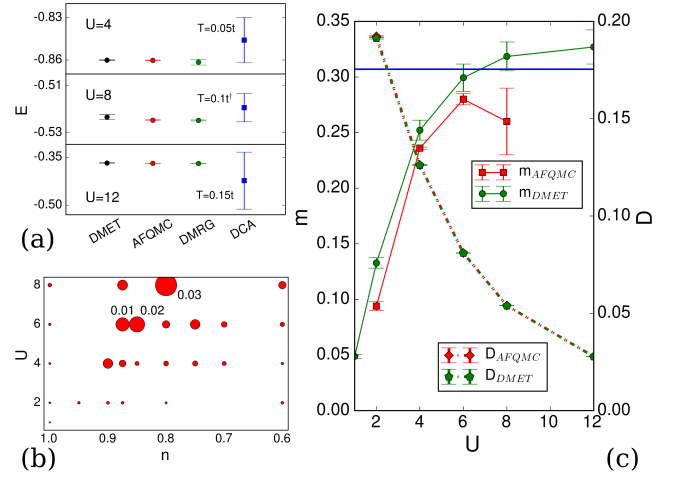 -0.83
U=4
T=0.05t
-0.86
-0.51
U=8
T=0.1t†
E
-0.53
-0.35
U=12
T=0.15t
-0.50
DMET
AFQMC
DMRG
DCA
(a)
8
0.03
0.01
0.02
6
U
4
2
1.0
0.9
0.8
0.7
0.6
n
(b)
0.35
0.30
0.25
0.20
0.15
0.10
0.05
0.00
m
0.20
0.15
0.10
0.05
0.00
D
m_AFQMC
m_DMET
D_AFQMC
D_DMET
2
4
6
8
10
12
U
(c)